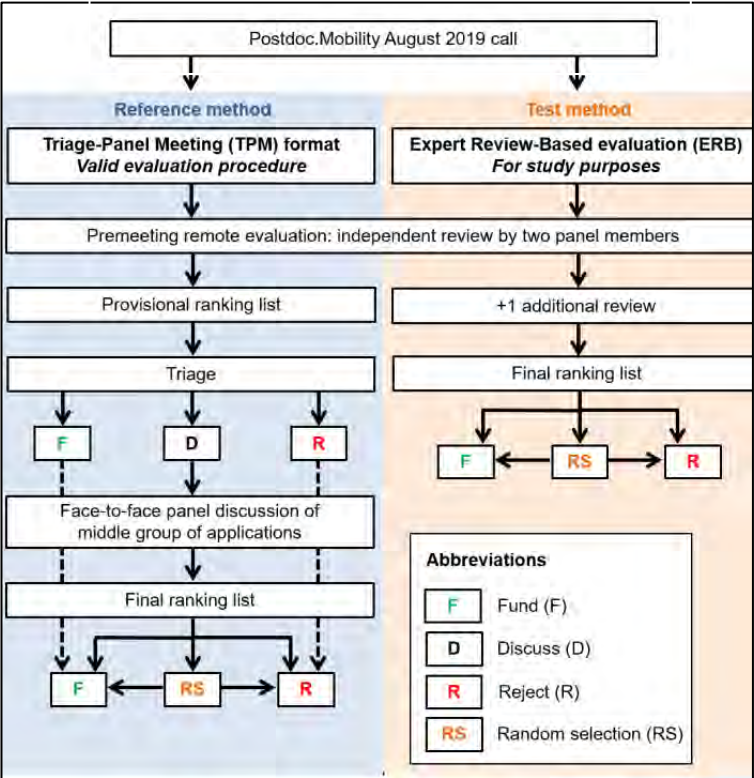 Postdoc.Mobility August 2019 call
Reference method
Test method
Triage-Panel Meeting (TPM) format
Valid evaluation procedure
Expert Review-Based evaluation (ERB)
For study purposes
Premeeting remote evaluation: independent review by two panel members
Provisional ranking list
+1 additional review
Triage
Final ranking list
F
D
R
F
RS
R
Face-to-face panel discussion of
middle group of applications
Final ranking list
F
RS
R
Abbreviations
F Fund (F)
D Discuss (D)
R Reject (R)
RS Random selection (RS)